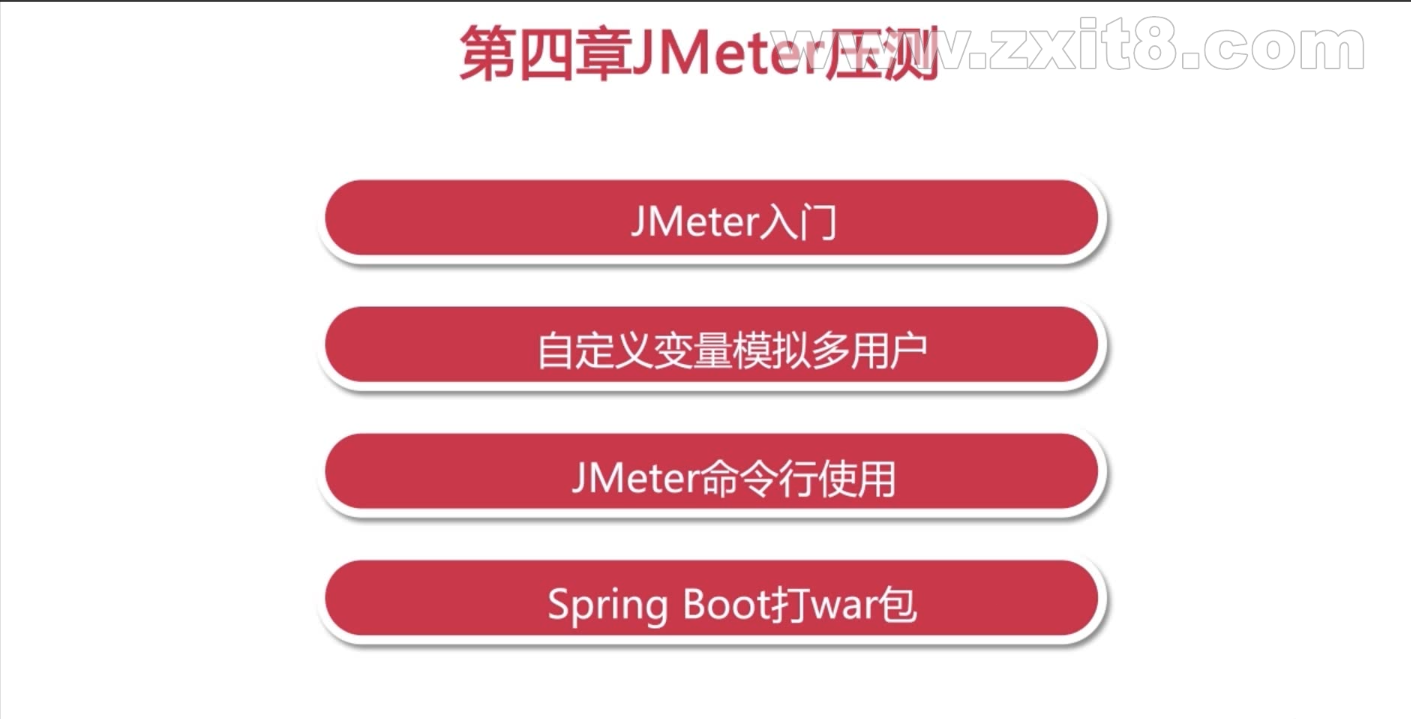 第四章JMeter压测
www.zxit8.com
JMeter入门
自定义变量模拟多用户
JMeter命令行使用
Spring Boot打war包